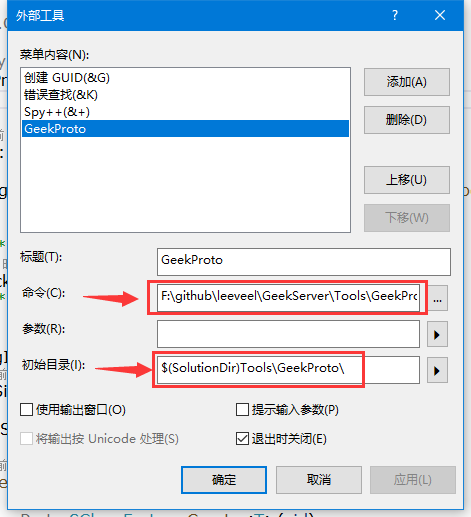 外部工具
菜单内容(N):
创建 GUID(&G)
错误查找(&K)
Spy++(&+)
GeekProto
添加(A)
删除(D)
上移(U)
下移(W)
标题(T):
GeekProto
命令(C):
F:\github\leeveel\GeekServer\Tools\GeekPro
...
参数(R):
初始目录(I):
$(SolutionDir)Tools\GeekProto\
使用输出窗口(O)
提示输入参数(P)
将输出按 Unicode 处理(S)
退出时关闭(E)
确定
取消
应用(L)